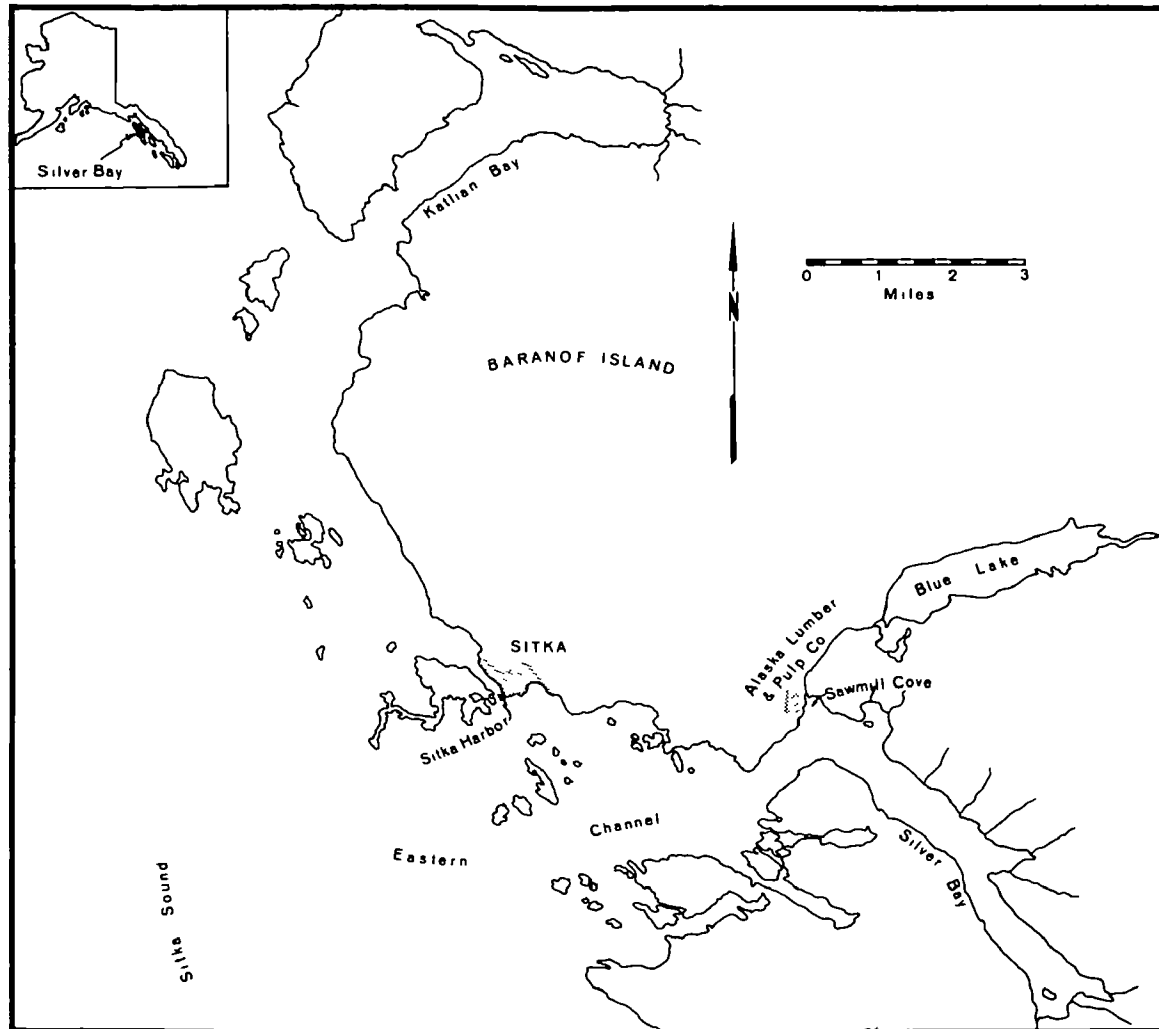 Silver Bay
Katlian Bay
N
0 1 2 3
Miles
BARANOF ISLAND
Blue Lake
Alaska Lumber
& Pulp Co
SITKA
Sawmill Cove
Sitka Harbor
Channel
Eastern
Silver Bay
Sitka Sound